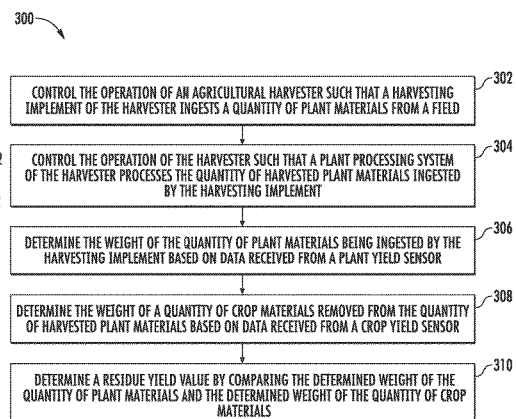 300
302
CONTROL THE OPERATION OF AN AGRICULTURAL HARVESTER SUCH THAT A HARVESTING
IMPLEMENT OF THE HARVESTER INGESTS A QUANTITY OF PLANT MATERIALS FROM A FIELD
304
CONTROL THE OPERATION OF THE HARVESTER SUCH THAT A PLANT PROCESSING SYSTEM
OF THE HARVESTER PROCESSES THE QUANTITY OF HARVESTED PLANT MATERIALS INGESTED
BY THE HARVESTING IMPLEMENT
306
DETERMINE THE WEIGHT OF THE QUANTITY OF PLANT MATERIALS BEING INGESTED BY THE
HARVESTING IMPLEMENT BASED ON DATA RECEIVED FROM A PLANT YIELD SENSOR
308
DETERMINE THE WEIGHT OF A QUANTITY OF CROP MATERIALS REMOVED FROM THE QUANTITY
OF HARVESTED PLANT MATERIALS BASED ON DATA RECEIVED FROM A CROP YIELD SENSOR
310
DETERMINE A RESIDUE YIELD VALUE BY COMPARING THE DETERMINED WEIGHT OF THE
QUANTITY OF PLANT MATERIALS AND THE DETERMINED WEIGHT OF THE QUANTITY OF CROP
MATERIALS